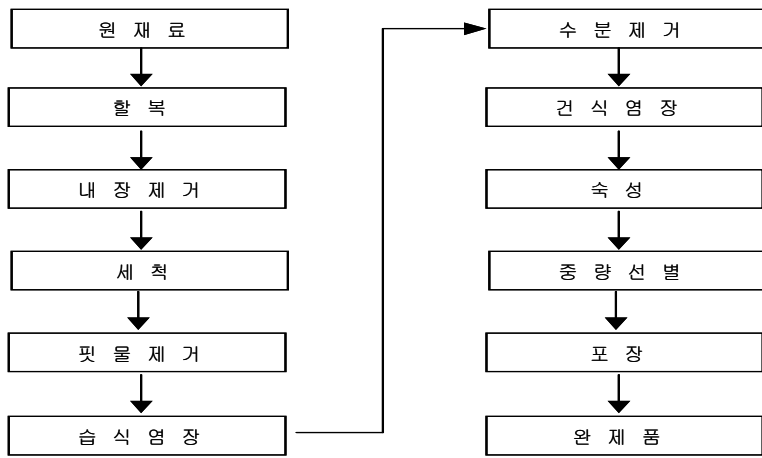 원 재 료
할 복
내 장 제 거
세 척
핏 물 제 거
습 식 염 장
수 분 제 거
건 식 염 장
숙 성
중 량 선 별
포 장
완 제 품